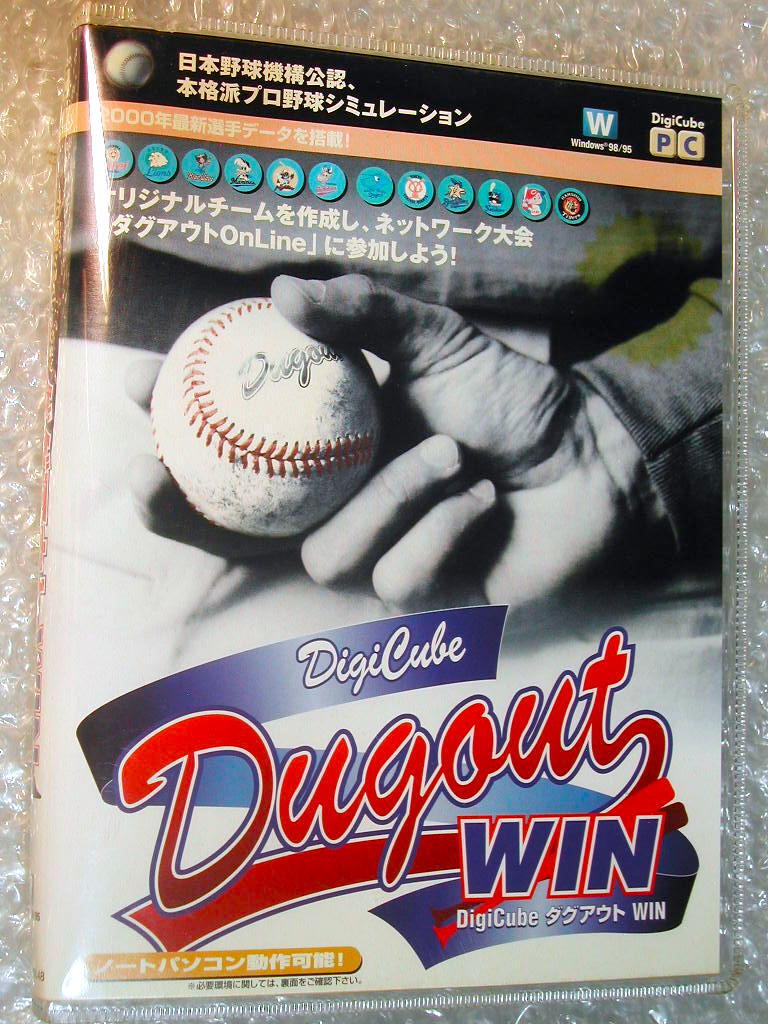 日本野球機構公認、
本格派プロ野球シミュレーション
2000年最新選手データを搭載!
W
Windows®98/95
DigiCube
PC
Lions
Marines
オリジナルチームを作成し、ネットワーク大会
「ダグアウトOnLine」に参加しよう!
Dugout
DigiCube
Dugout
WIN
DigiCube ダグアウト WIN
ノートパソコン動作可能!
※必要環境に関しては、裏面をご確認下さい。